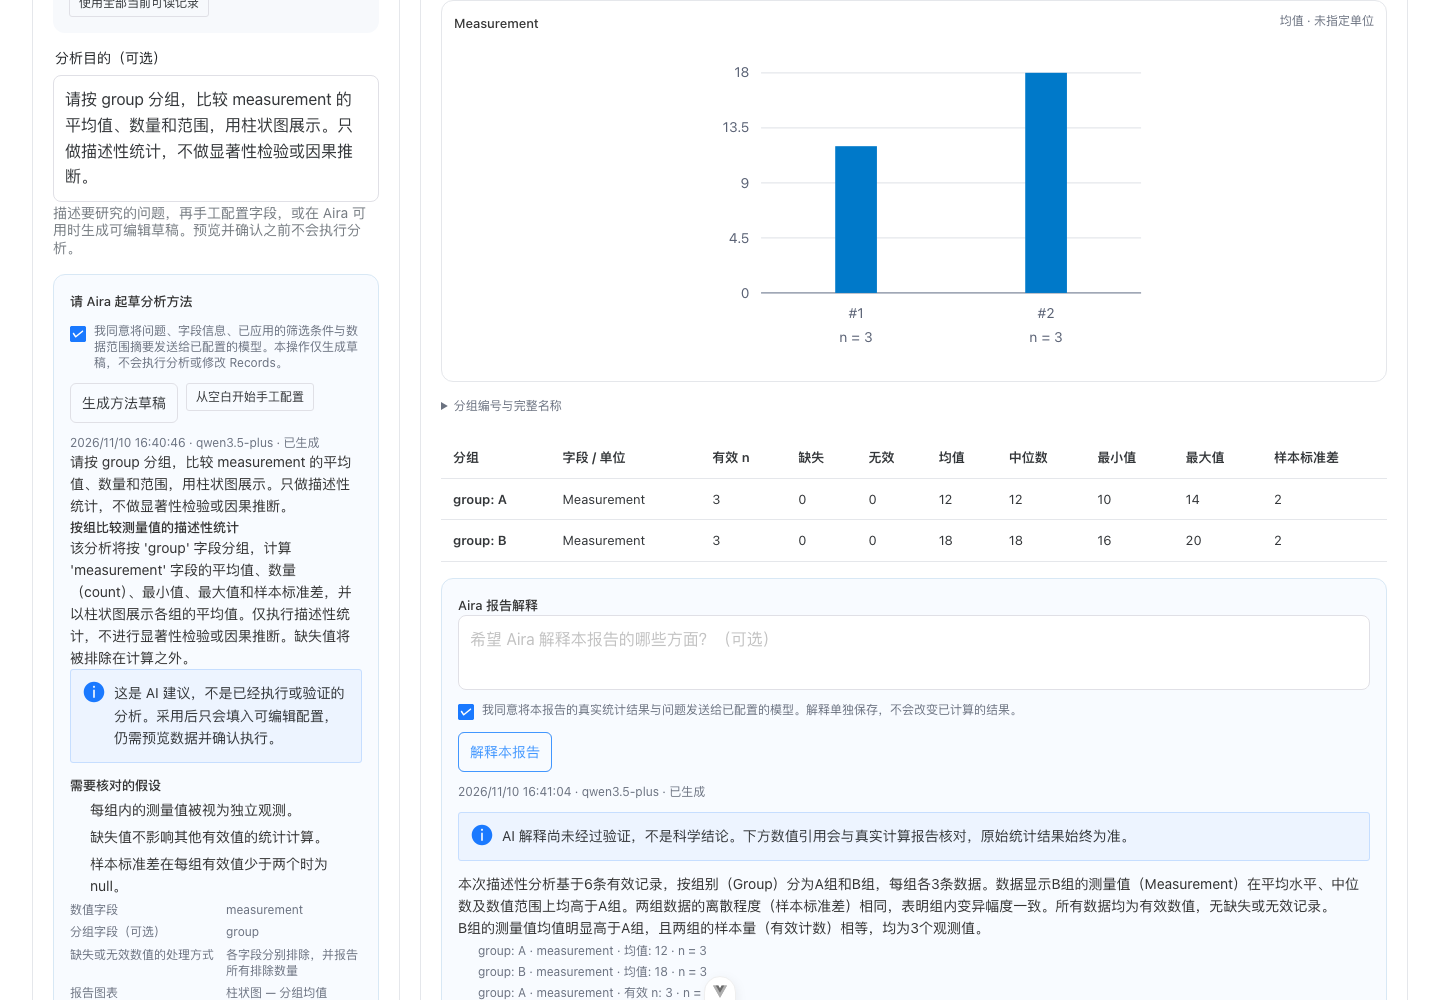 使用全部当前可读记录
分析目的（可选）
请按 group 分组，比较 measurement 的
平均值、数量和范围，用柱状图展示。只
做描述性统计，不做显著性检验或因果推
断。
描述要研究的问题，再手工配置字段，或在 Aira 可
用时生成可编辑草稿。预览并确认之前不会执行分
析。
请 Aira 起草分析方法
我同意将问题、字段信息、已应用的筛选条件与数
据范围摘要发送给已配置的模型。本操作仅生成草
稿，不会执行分析或修改 Records。
生成方法草稿
从空白开始手工配置
2026/11/10 16:40:46 · qwen3.5-plus · 已生成
请按 group 分组，比较 measurement 的平均
值、数量和范围，用柱状图展示。只做描述性
统计，不做显著性检验或因果推断。
按组比较测量值的描述性统计
该分析将按 'group' 字段分组，计算
'measurement' 字段的平均值、数量
（count）、最小值、最大值和样本标准差，并
以柱状图展示各组的平均值。仅执行描述性统
计，不进行显著性检验或因果推断。缺失值将
被排除在计算之外。
这是 AI 建议，不是已经执行或验证的
分析。采用后只会填入可编辑配置，
仍需预览数据并确认执行。
需要核对的假设
每组内的测量值被视为独立观测。
缺失值不影响其他有效值的统计计算。
样本标准差在每组有效值少于两个时为
null。
数值字段 measurement
分组字段（可选） group
缺失或无效数值的处理方式 各字段分别排除，并报告
所有排除数量
报告图表 柱状图 — 分组均值
Measurement
均值 · 未指定单位
18
13.5
9
4.5
0
#1 #2
n = 3 n = 3
分组编号与完整名称
分组 字段 / 单位 有效 n 缺失 无效 均值 中位数 最小值 最大值 样本标准差
group: A Measurement 3 0 0 12 12 10 14 2
group: B Measurement 3 0 0 18 18 16 20 2
Aira 报告解释
希望 Aira 解释本报告的哪些方面？（可选）
我同意将本报告的真实统计结果与问题发送给已配置的模型。解释单独保存，不会改变已计算的结果。
解释本报告
2026/11/10 16:41:04 · qwen3.5-plus · 已生成
AI 解释尚未经过验证，不是科学结论。下方数值引用会与真实计算报告核对，原始统计结果始终为准。
本次描述性分析基于6条有效记录，按组别（Group）分为A组和B组，每组各3条数据。数据显示B组的测量值（Measurement）在平均水平、中位
数及数值范围上均高于A组。两组数据的离散程度（样本标准差）相同，表明组内变异幅度一致。所有数据均为有效数值，无缺失或无效记录。
B组的测量值均值明显高于A组，且两组的样本量（有效计数）相等，均为3个观测值。
group: A · measurement · 均值: 12 · n = 3
group: B · measurement · 均值: 18 · n = 3
group: A · measurement · 有效 n: 3 · n =